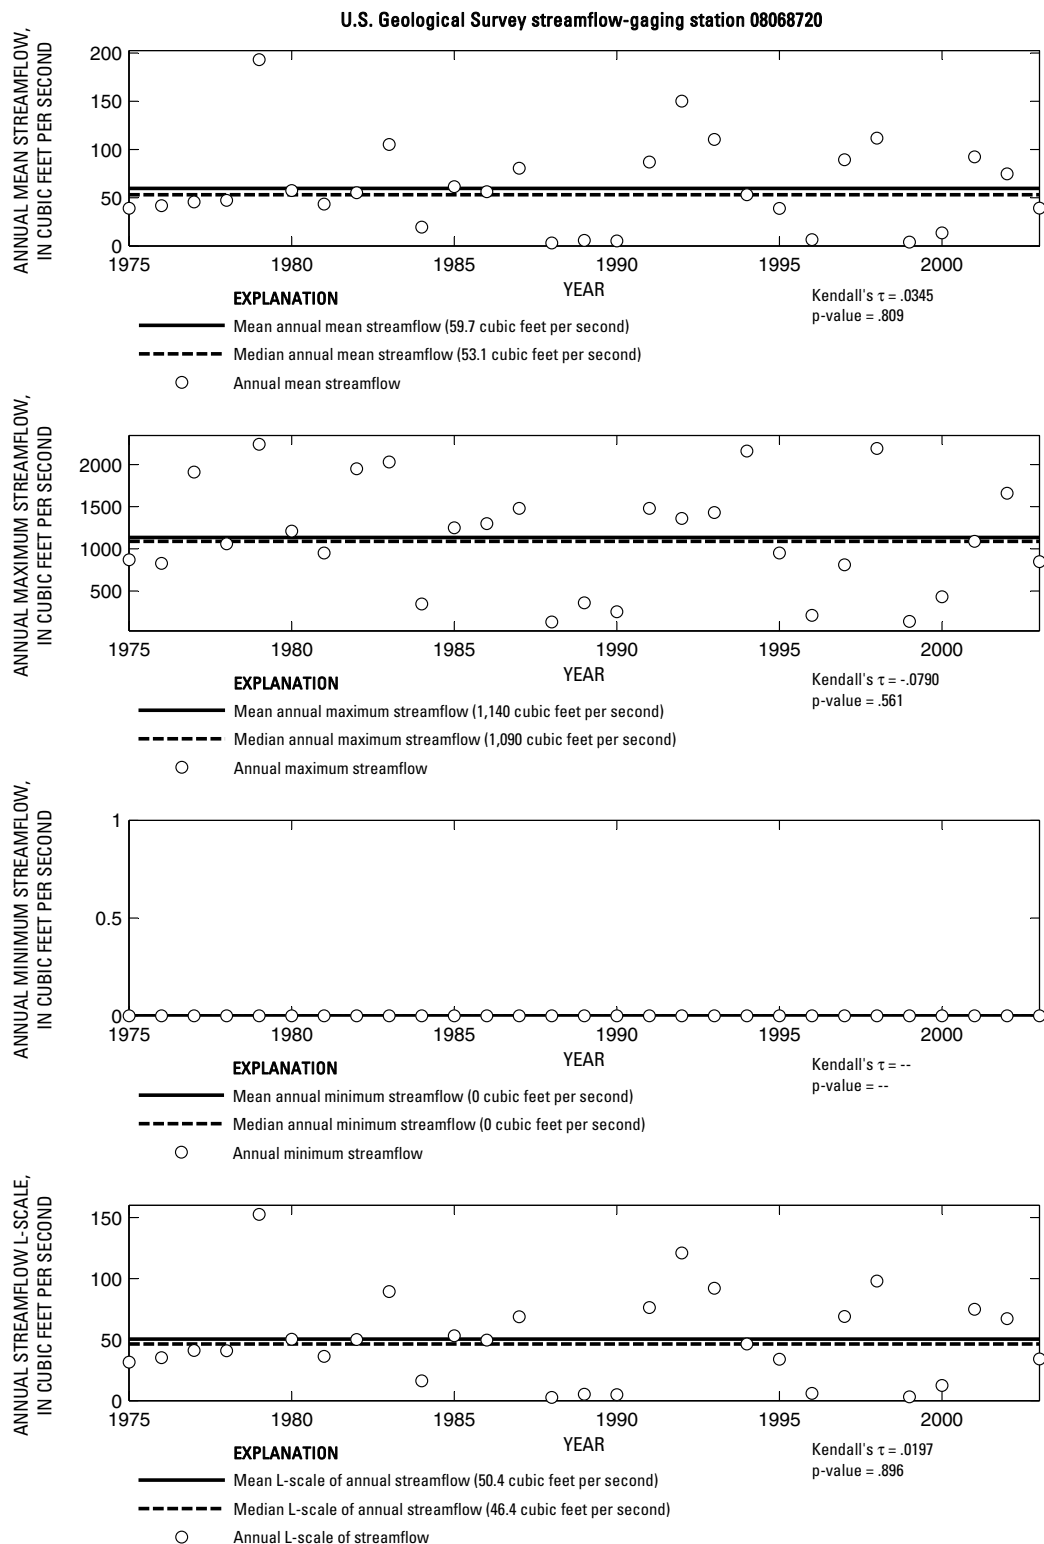 U.S. Geological Survey streamflow-gaging station 08068720
ANNUAL MEAN STREAMFLOW,
IN CUBIC FEET PER SECOND
200
150
100
50
0
1975 1980 1985 1990 1995 2000
YEAR
EXPLANATION
Mean annual mean streamflow (59.7 cubic feet per second)
Median annual mean streamflow (53.1 cubic feet per second)
Annual mean streamflow
Kendall's τ = .0345
p-value = .809
ANNUAL MAXIMUM STREAMFLOW,
IN CUBIC FEET PER SECOND
2000
1500
1000
500
1975 1980 1985 1990 1995 2000
YEAR
EXPLANATION
Mean annual maximum streamflow (1,140 cubic feet per second)
Median annual maximum streamflow (1,090 cubic feet per second)
Annual maximum streamflow
Kendall's τ = -.0790
p-value = .561
ANNUAL MINIMUM STREAMFLOW,
IN CUBIC FEET PER SECOND
1
0.5
0
1975 1980 1985 1990 1995 2000
YEAR
EXPLANATION
Mean annual minimum streamflow (0 cubic feet per second)
Median annual minimum streamflow (0 cubic feet per second)
Annual minimum streamflow
Kendall's τ = --
p-value = --
ANNUAL STREAMFLOW L-SCALE,
IN CUBIC FEET PER SECOND
150
100
50
0
1975 1980 1985 1990 1995 2000
YEAR
EXPLANATION
Mean L-scale of annual streamflow (50.4 cubic feet per second)
Median L-scale of annual streamflow (46.4 cubic feet per second)
Annual L-scale of streamflow
Kendall's τ = .0197
p-value = .896